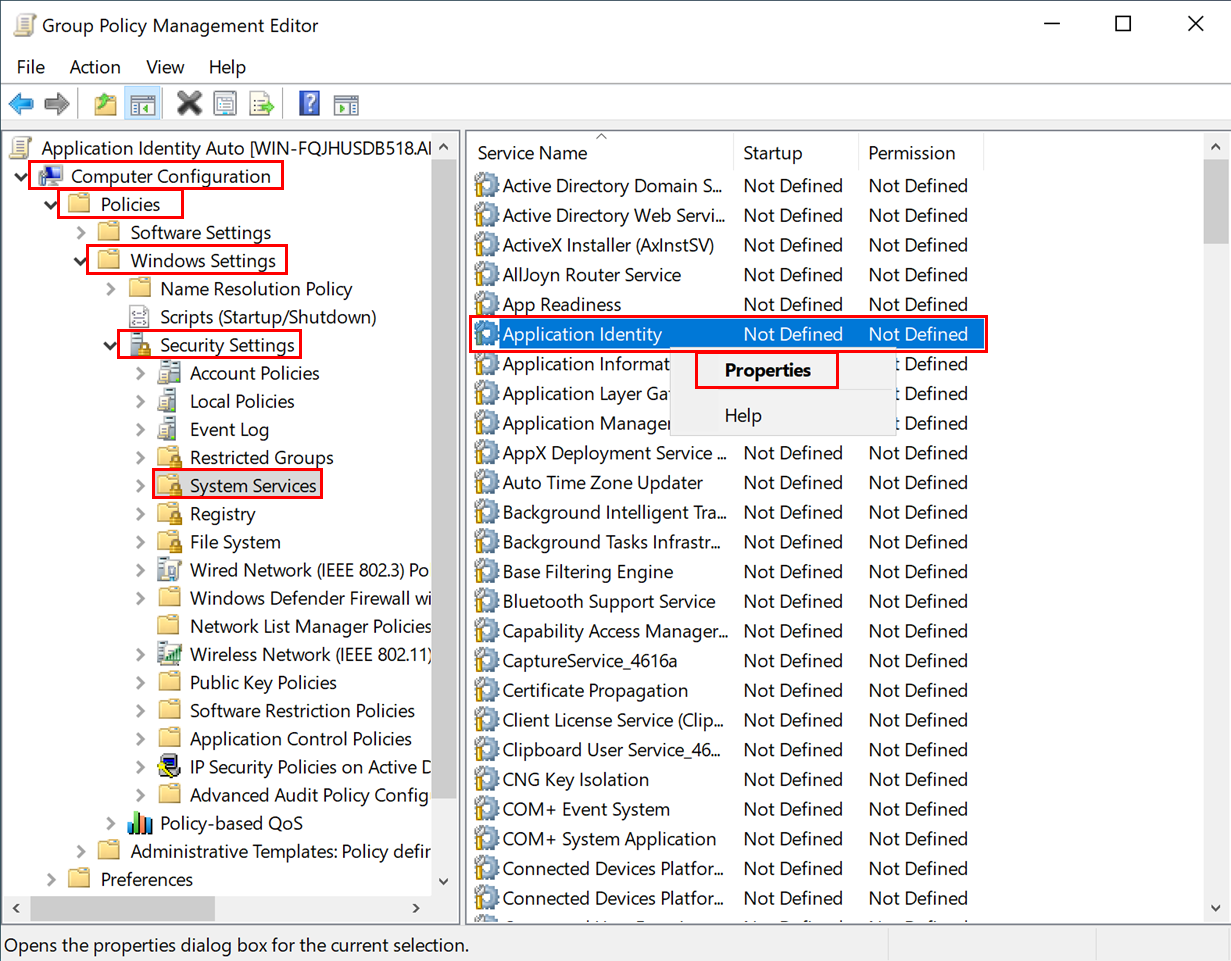 Group Policy Management Editor
File Action View Help
Application Identity Auto [WIN-FQJHUSDB518.AI
Computer Configuration
Policies
Software Settings
Windows Settings
Name Resolution Policy
Scripts (Startup/Shutdown)
Security Settings
Account Policies
Local Policies
Event Log
Restricted Groups
System Services
Registry
File System
Wired Network (IEEE 802.3) Po
Windows Defender Firewall wi
Network List Manager Policies
Wireless Network (IEEE 802.11)
Public Key Policies
Software Restriction Policies
Application Control Policies
IP Security Policies on Active D
Advanced Audit Policy Config
Policy-based QoS
Administrative Templates: Policy defir
Preferences
Service Name Startup Permission
Active Directory Domain S... Not Defined Not Defined
Active Directory Web Servi... Not Defined Not Defined
ActiveX Installer (AxInstSV) Not Defined Not Defined
AllJoyn Router Service Not Defined Not Defined
App Readiness Not Defined Not Defined
Application Identity Not Defined Not Defined
Application Informat t Defined
Properties
Application Layer Ga t Defined
Help
Application Manager t Defined
AppX Deployment Service ... Not Defined Not Defined
Auto Time Zone Updater Not Defined Not Defined
Background Intelligent Tra... Not Defined Not Defined
Background Tasks Infrastr... Not Defined Not Defined
Base Filtering Engine Not Defined Not Defined
Bluetooth Support Service Not Defined Not Defined
Capability Access Manager... Not Defined Not Defined
CaptureService_4616a Not Defined Not Defined
Certificate Propagation Not Defined Not Defined
Client License Service (Clip... Not Defined Not Defined
Clipboard User Service_46... Not Defined Not Defined
CNG Key Isolation Not Defined Not Defined
COM+ Event System Not Defined Not Defined
COM+ System Application Not Defined Not Defined
Connected Devices Platfor... Not Defined Not Defined
Connected Devices Platfor... Not Defined Not Defined
Opens the properties dialog box for the current selection.